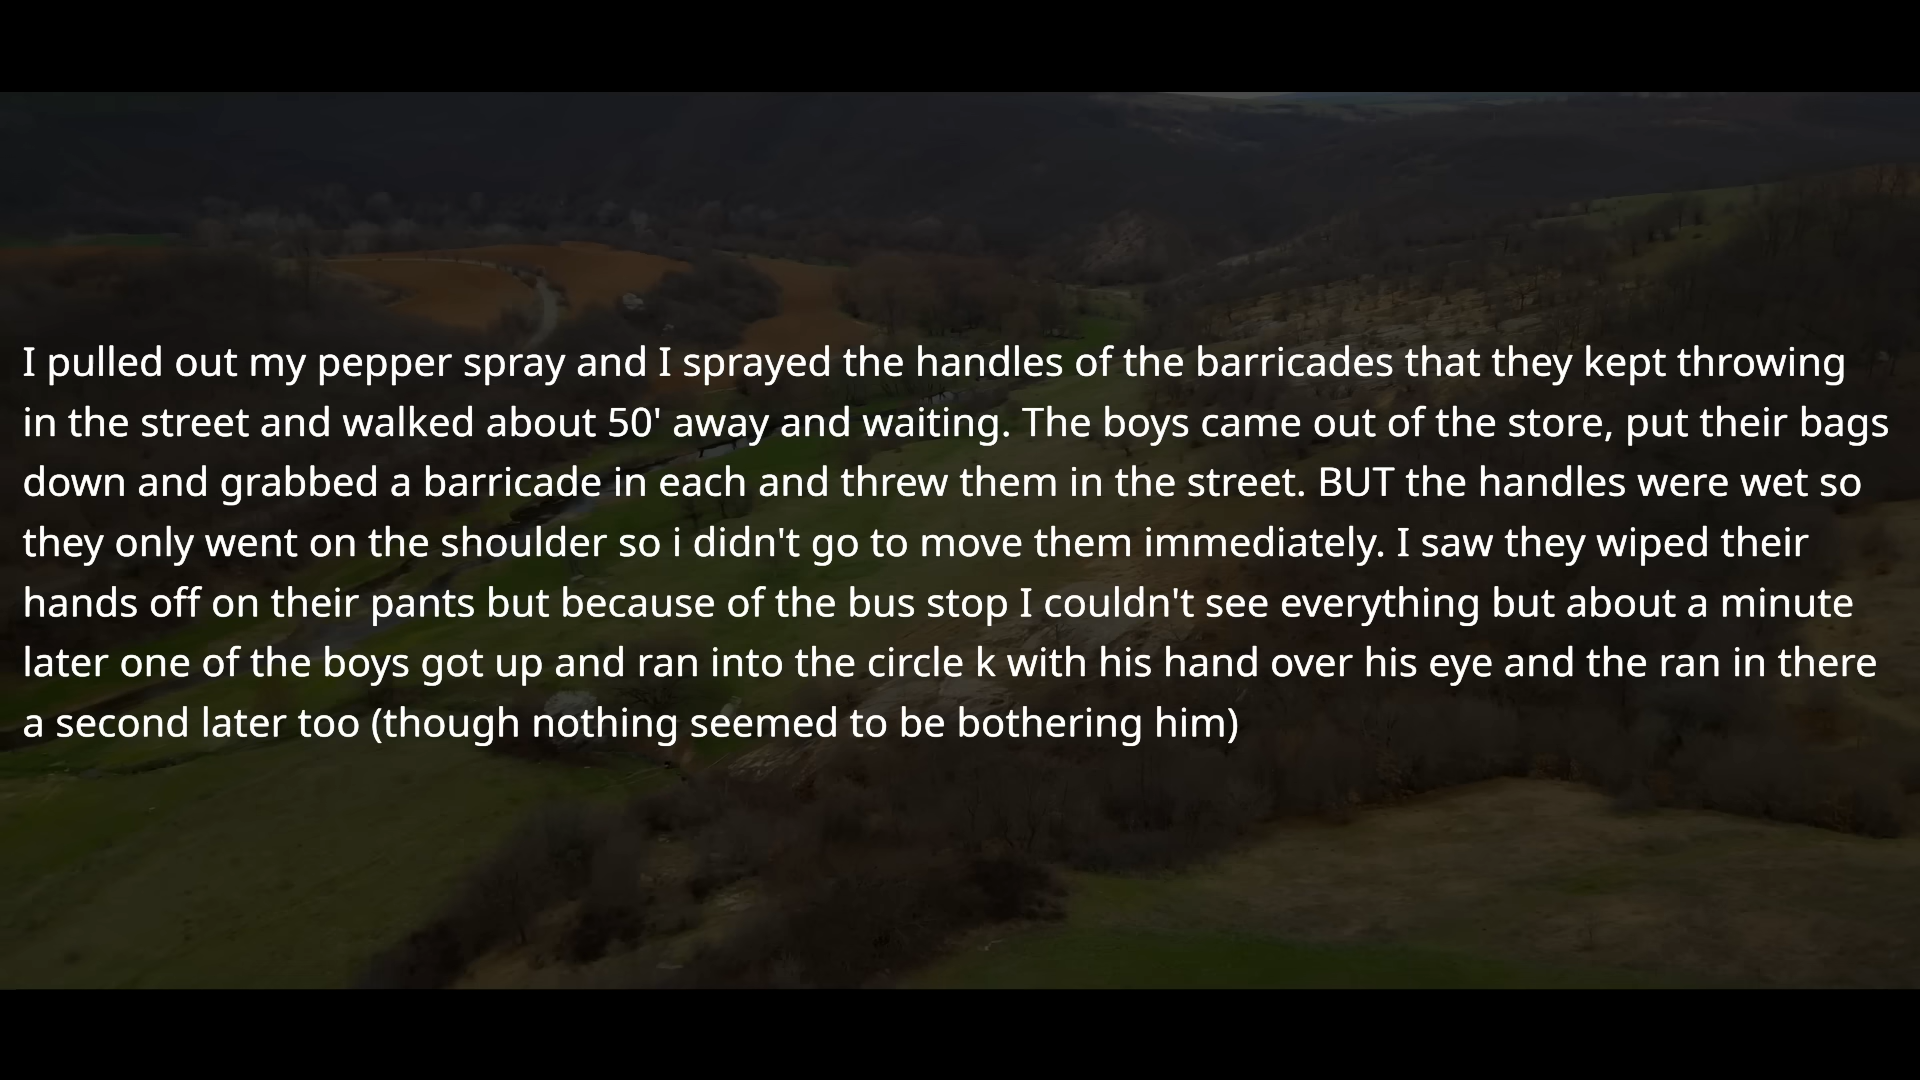 I pulled out my pepper spray and I sprayed the handles of the barricades that they kept throwing
in the street and walked about 50' away and waiting. The boys came out of the store, put their bags
down and grabbed a barricade in each and threw them in the street. BUT the handles were wet so
they only went on the shoulder so i didn't go to move them immediately. I saw they wiped their
hands off on their pants but because of the bus stop I couldn't see everything but about a minute
later one of the boys got up and ran into the circle k with his hand over his eye and the ran in there
a second later too (though nothing seemed to be bothering him)